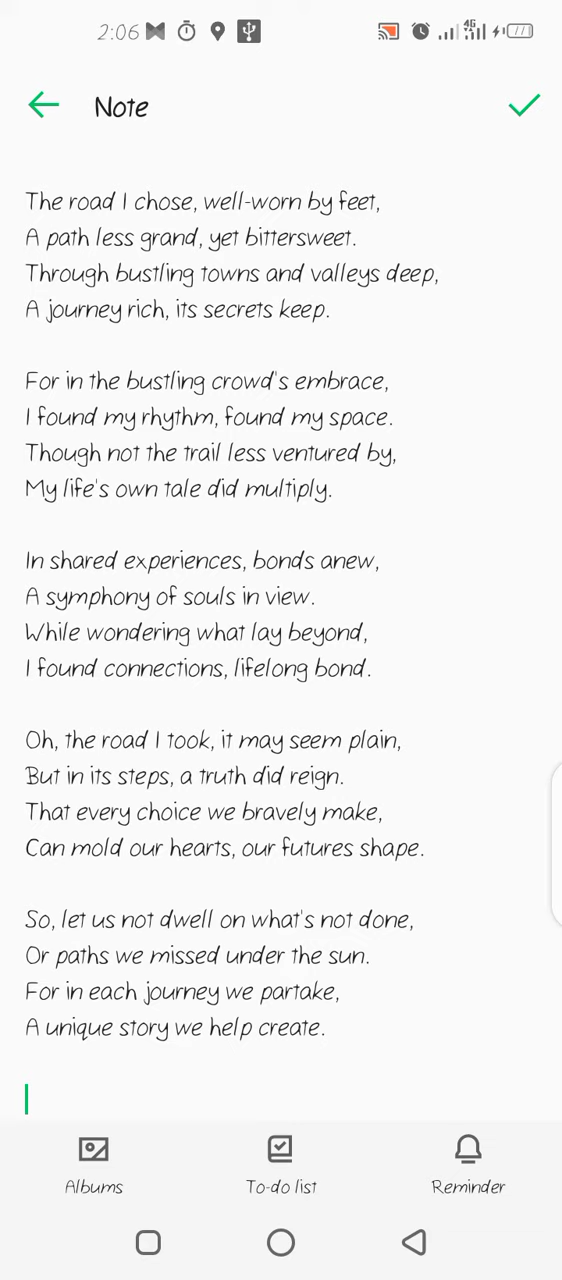 2:06
4G
Note
The road I chose, well-worn by feet,
A path less grand, yet bittersweet.
Through bustling towns and valleys deep,
A journey rich, its secrets keep.
For in the bustling crowd's embrace,
I found my rhythm, found my space.
Though not the trail less ventured by,
My life's own tale did multiply.
In shared experiences, bonds anew,
A symphony of souls in view.
While wondering what lay beyond,
I found connections, lifelong bond.
Oh, the road I took, it may seem plain,
But in its steps, a truth did reign.
That every choice we bravely make,
Can mold our hearts, our futures shape.
So, let us not dwell on what's not done,
Or paths we missed under the sun.
For in each journey we partake,
A unique story we help create.
Albums
To-do list
Reminder